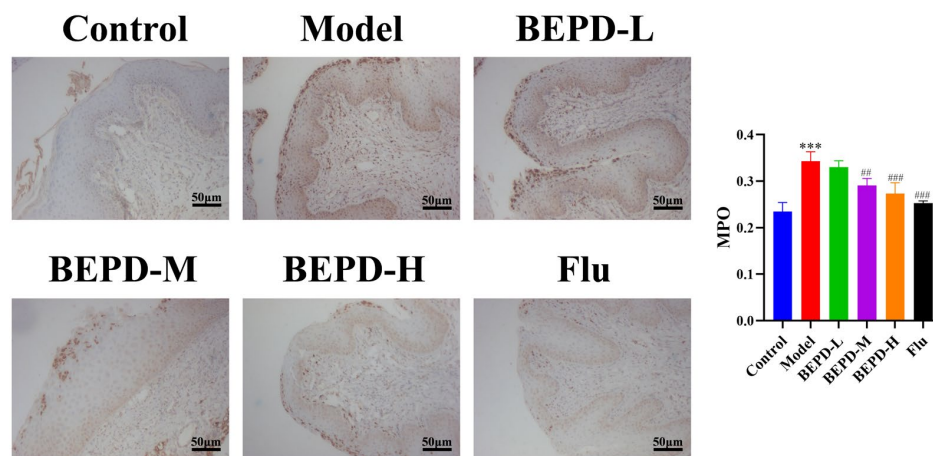 Control
Model
BEPD-L
50μm
50μm
50μm
BEPD-M
BEPD-H
Flu
50μm
50μm
50μm
MPO
0.4
0.3
0.2
0.1
0.0
***
##
###
###
Control
Model
BEPD-L
BEPD-M
BEPD-H
Flu